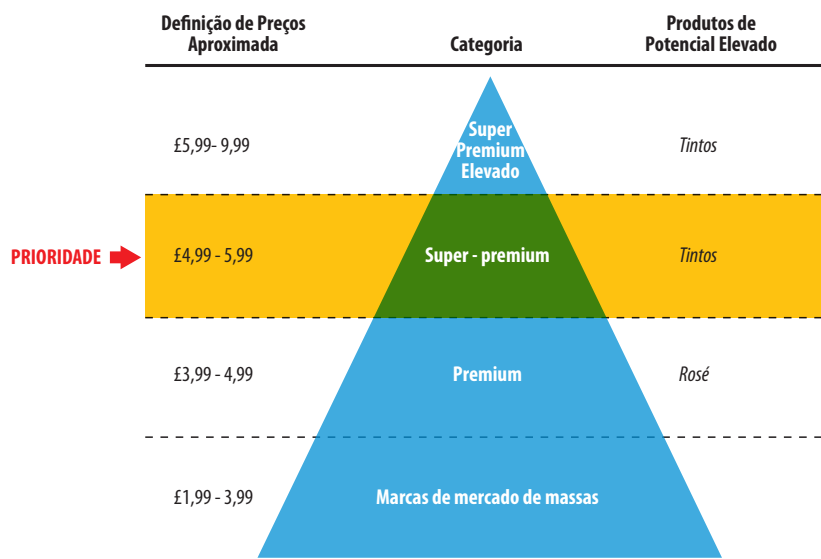 Definição de Preços
Aproximada
Categoria
Produtos de
Potencial Elevado
£5,99- 9,99
Super
Premium
Elevado
Tintos
PRIORIDADE
£4,99 - 5,99
Super - premium
Tintos
£3,99 - 4,99
Premium
Rosé
£1,99 - 3,99
Marcas de mercado de massas